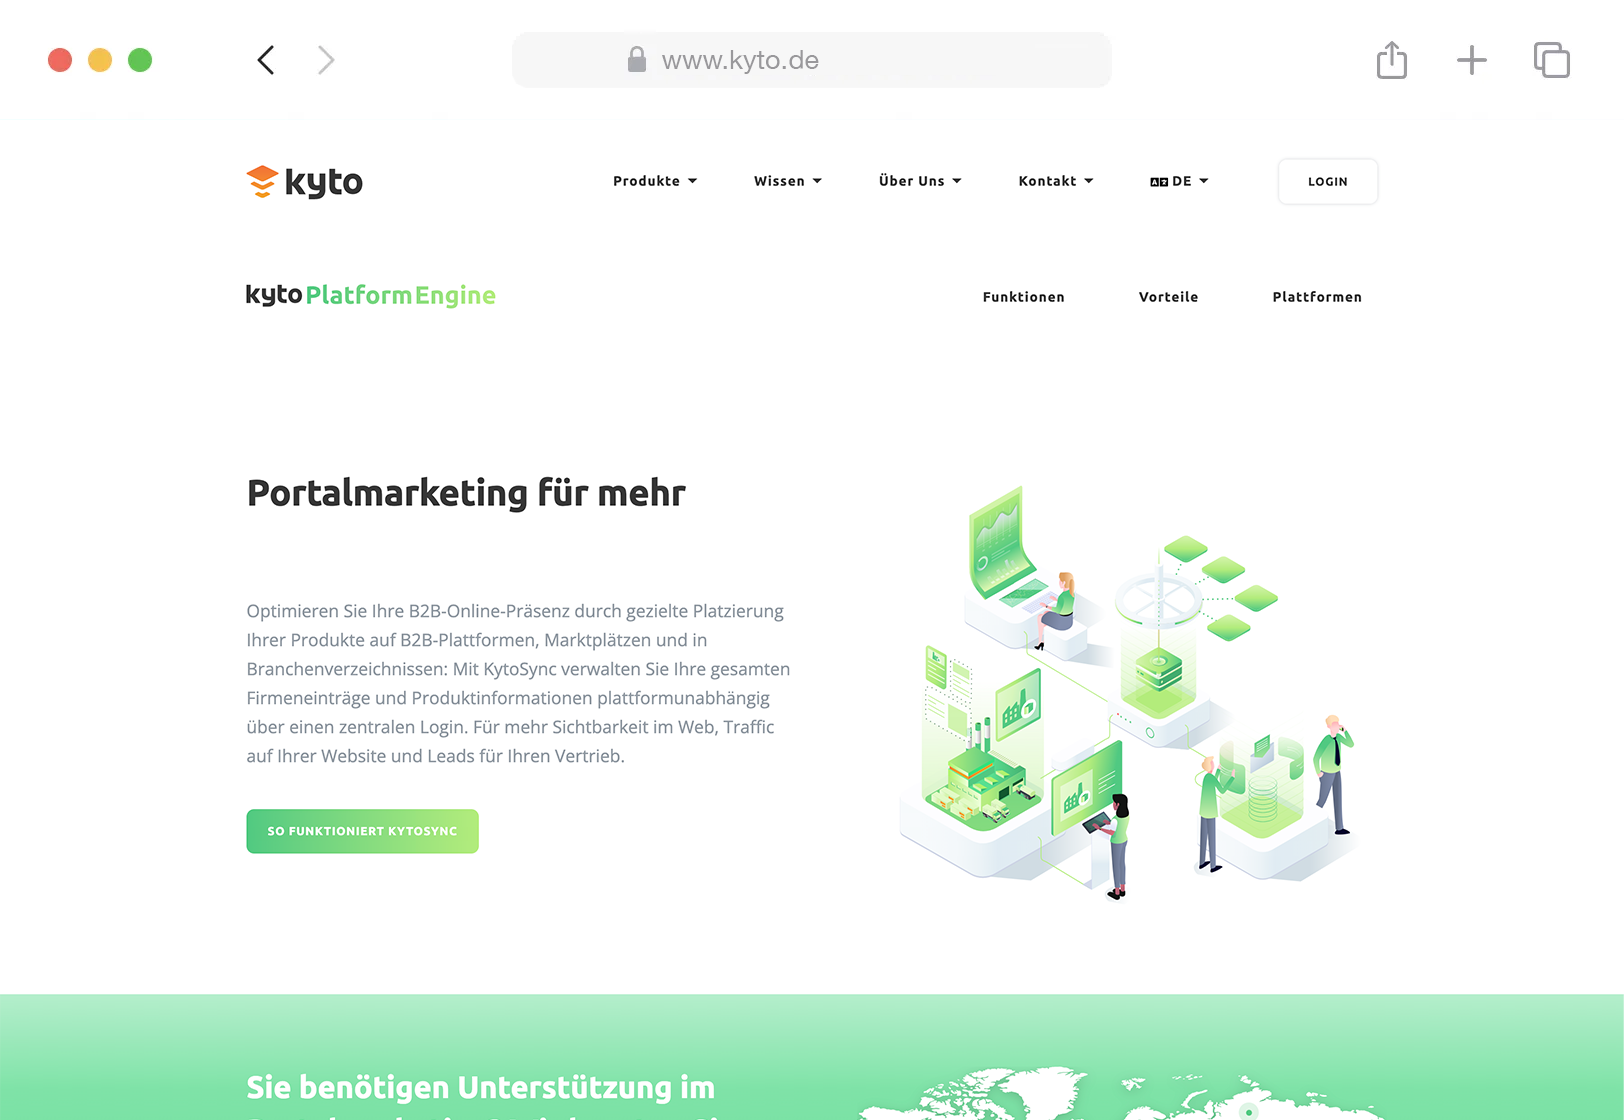 www.kyto.de
kyto
Produkte
Wissen
Über Uns
Kontakt
DE
LOGIN
kyto PlatformEngine
Funktionen
Vorteile
Plattformen
Portalmarketing für mehr
Optimieren Sie Ihre B2B-Online-Präsenz durch gezielte Platzierung
Ihrer Produkte auf B2B-Plattformen, Marktplätzen und in
Branchenverzeichnissen: Mit KytoSync verwalten Sie Ihre gesamten
Firmeneinträge und Produktinformationen plattformunabhängig
über einen zentralen Login. Für mehr Sichtbarkeit im Web, Traffic
auf Ihrer Website und Leads für Ihren Vertrieb.
SO FUNKTIONIERT KYTOSYNC
Sie benötigen Unterstützung im